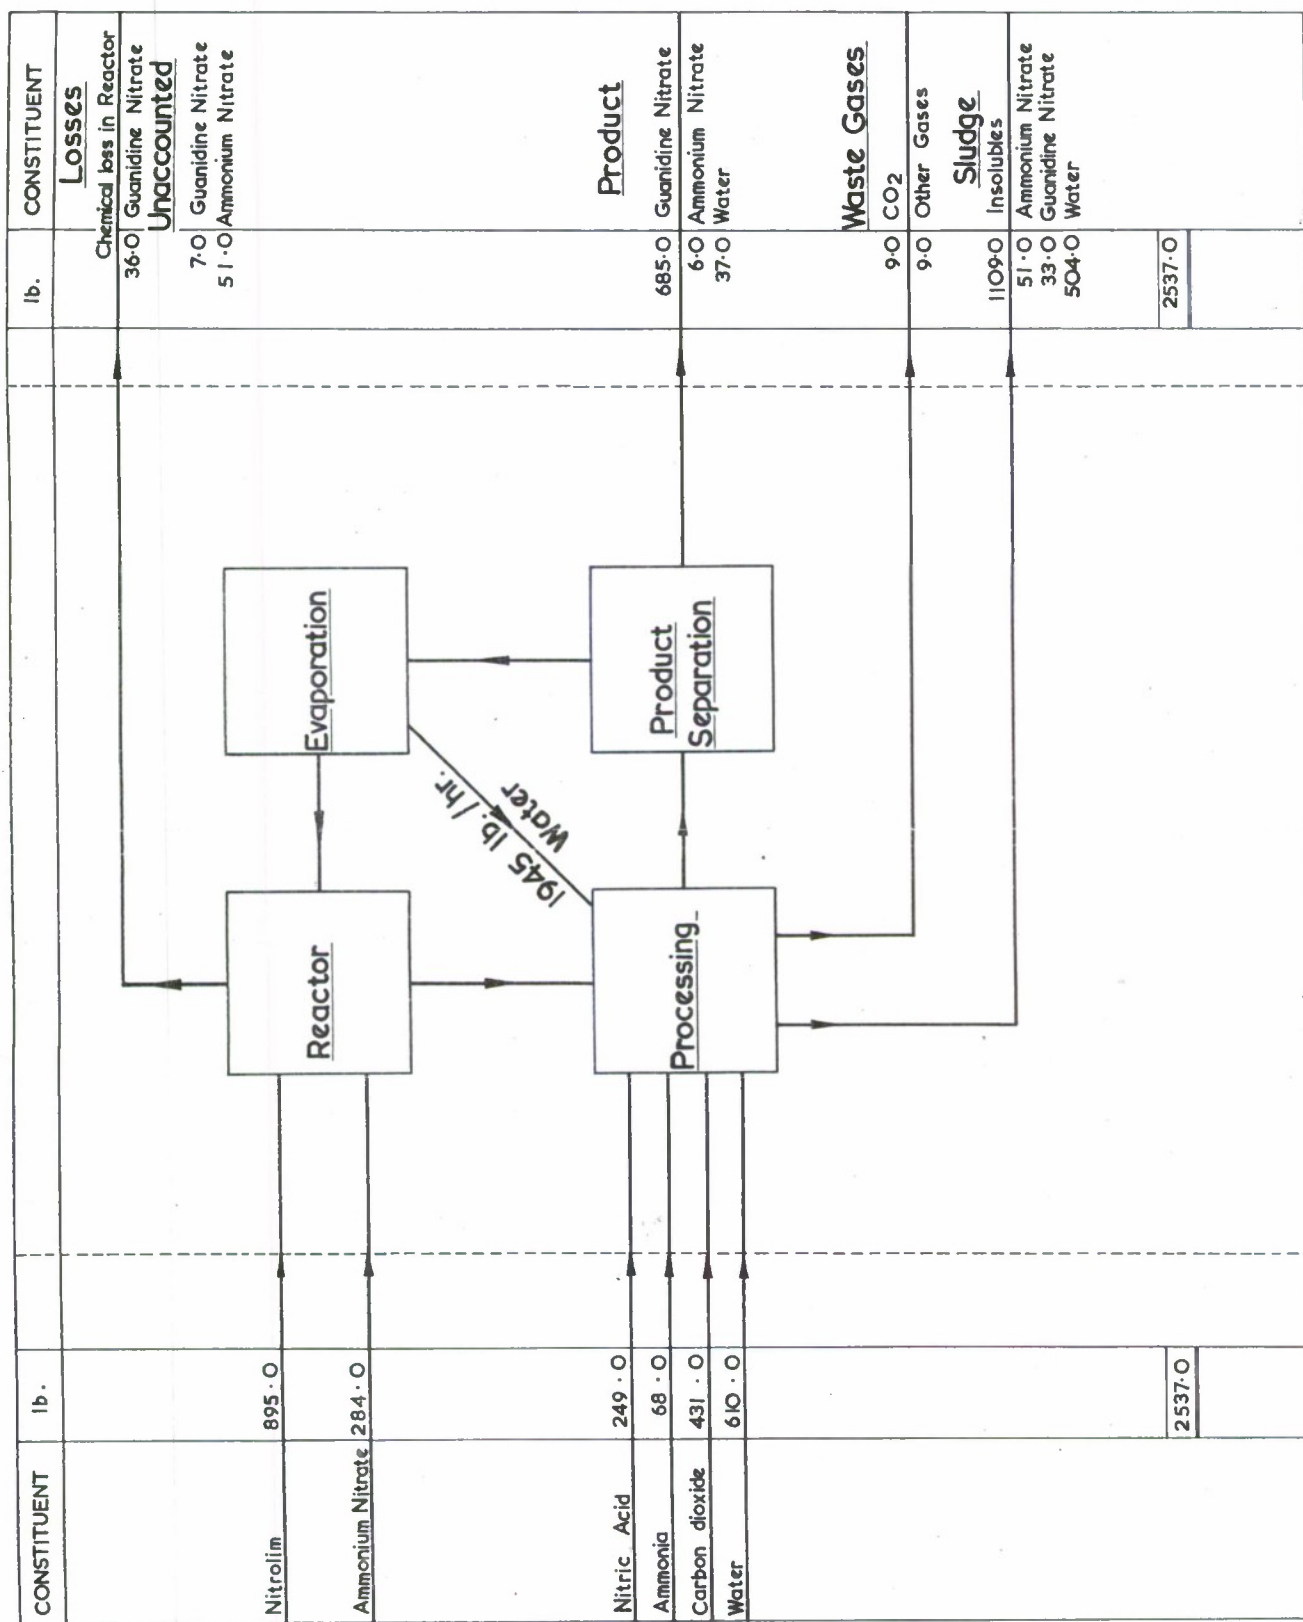 CONSTITUENT
lb.
Nitrolim 895.0
Ammonium Nitrate 284.0
Nitric Acid 249.0
Ammonia 68.0
Carbon dioxide 431.0
Water 610.0
2537.0
Reactor
Evaporation
1945 lb./hr.
Water
Processing
Product
Separation
lb.
CONSTITUENT
Losses
Chemical loss in Reactor
36.0 Guanidine Nitrate
Unaccounted
7.0 Guanidine Nitrate
51.0 Ammonium Nitrate
Product
685.0 Guanidine Nitrate
6.0 Ammonium Nitrate
37.0 Water
Waste Gases
9.0 CO2
9.0 Other Gases
Sludge
1109.0 Insolubles
51.0 Ammonium Nitrate
33.0 Guanidine Nitrate
504.0 Water
2537.0